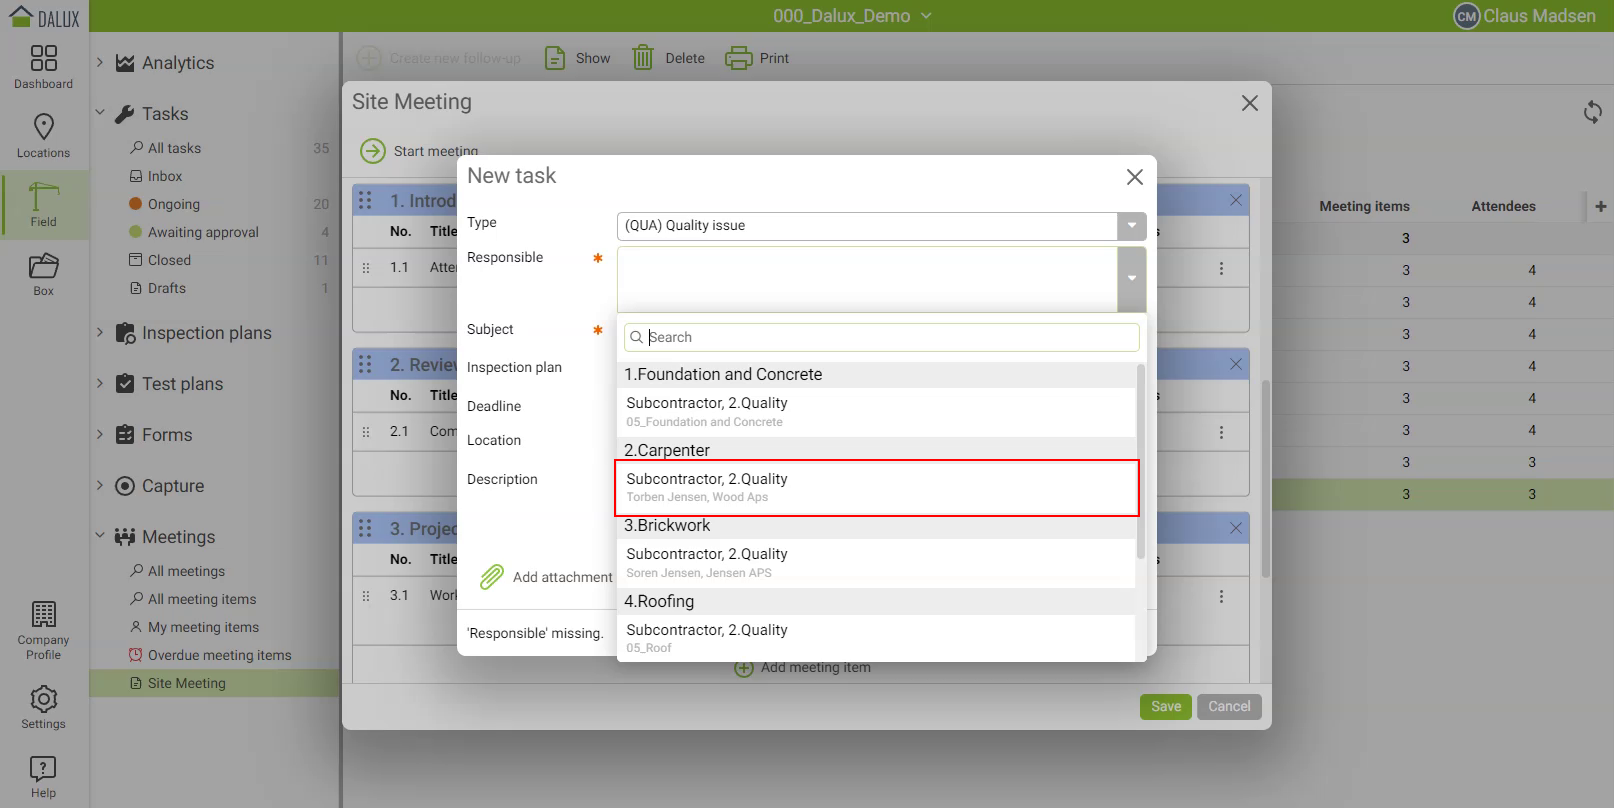 DALUX
000_Dalux_Demo
CM Claus Madsen
Dashboard
Locations
Field
Box
Company
Profile
Settings
Help
Analytics
Tasks
All tasks 35
Inbox
Ongoing 20
Awaiting approval 4
Closed 11
Drafts 1
Inspection plans
Test plans
Forms
Capture
Meetings
All meetings
All meeting items
My meeting items
Overdue meeting items
Site Meeting
Create new follow-up Show Delete Print
Site Meeting
Start meeting
1. Introd
No. Title
1.1 Atte
2. Review
No. Title
2.1 Com
3. Projec
No. Title
3.1 Work
Add meeting item
Save Cancel
New task
Type (QUA) Quality issue
Responsible *
Subject *
Inspection plan
Deadline
Location
Description
Add attachment
'Responsible' missing.
Search
1.Foundation and Concrete
Subcontractor, 2.Quality
05_Foundation and Concrete
2.Carpenter
Subcontractor, 2.Quality
Torben Jensen, Wood Aps
3.Brickwork
Subcontractor, 2.Quality
Soren Jensen, Jensen APS
4.Roofing
Subcontractor, 2.Quality
05_Roof
Meeting items Attendees
3
3 4
3 4
3 4
3 4
3 4
3 4
3 3
3 3